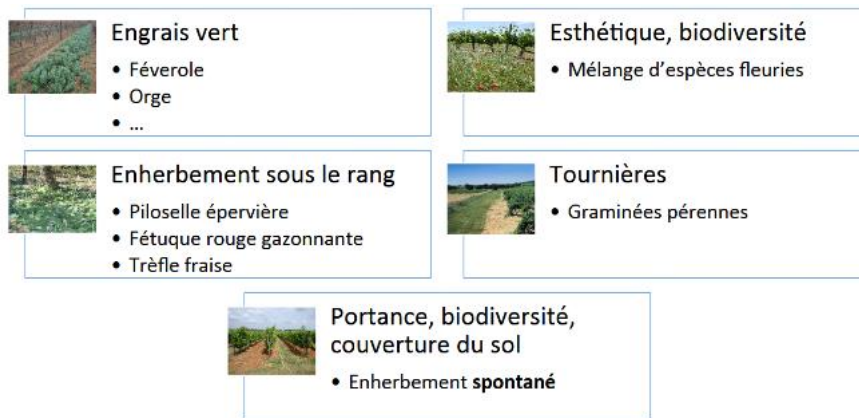 Engrais vert
• Féverole
• Orge
• ...
Esthétique, biodiversité
• Mélange d'espèces fleuries
Enherbement sous le rang
• Piloselle épervière
• Fétuque rouge gazonnante
• Trèfle fraise
Tournières
• Graminées pérennes
Portance, biodiversité,
couverture du sol
• Enherbement spontané